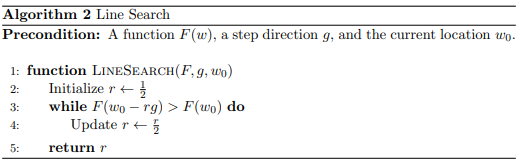 Algorithm 2 Line Search
Precondition: A function F(w), a step direction g, and the current location w₀.
1: function LINESEARCH(F, g, w₀)
2: Initialize r ← 1/2
3: while F(w₀ − rg) > F(w₀) do
4: Update r ← r/2
5: return r